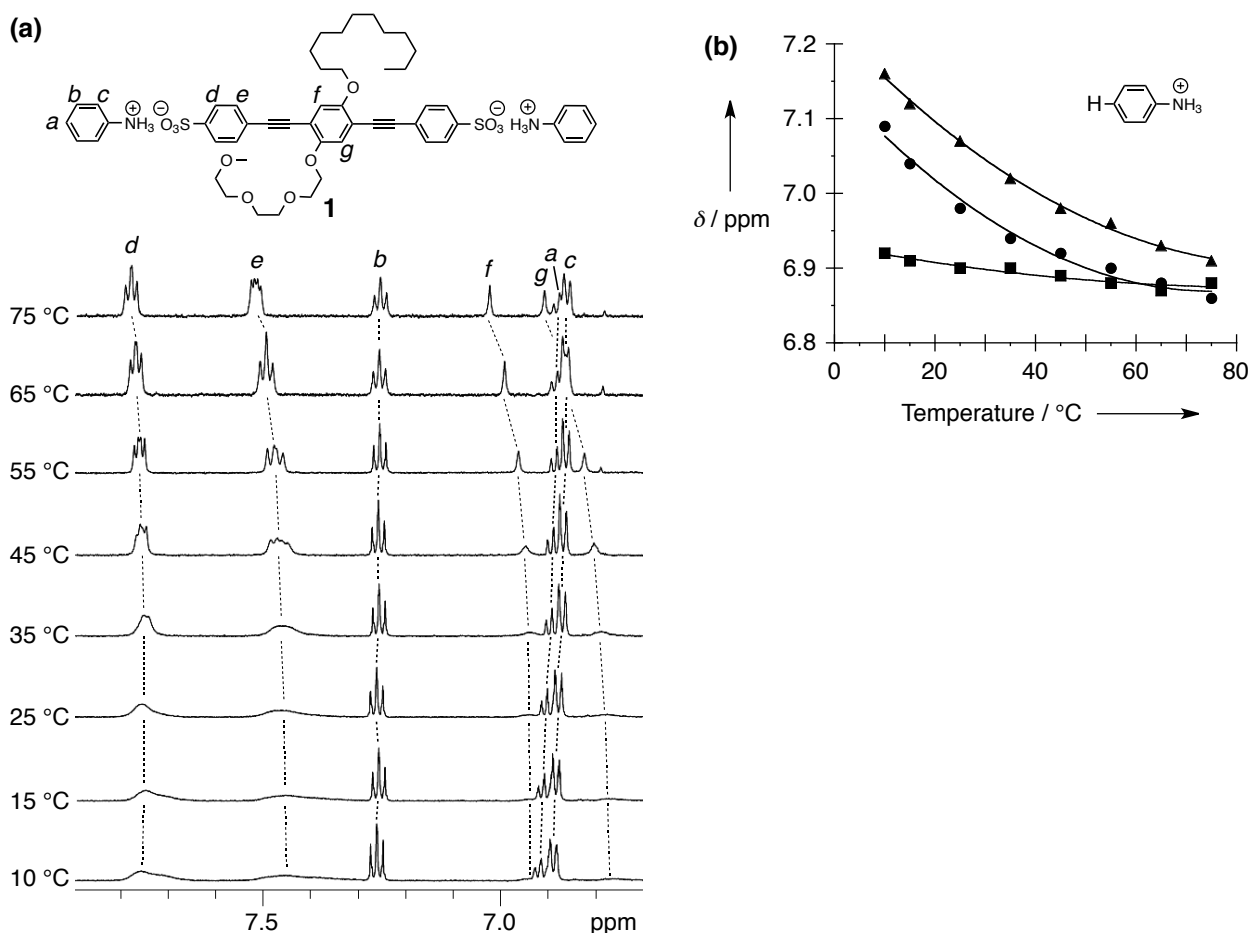 (a)
b c
a
NH3 +
− O3S
d e
f
O
O
g
SO3 −
+ H3N
O
O
O
1
d e b f g a c
75 °C
65 °C
55 °C
45 °C
35 °C
25 °C
15 °C
10 °C
7.5 7.0 ppm
(b)
7.2
7.1
7.0
6.9
6.8
δ / ppm
H NH3 +
0 20 40 60 80
Temperature / °C